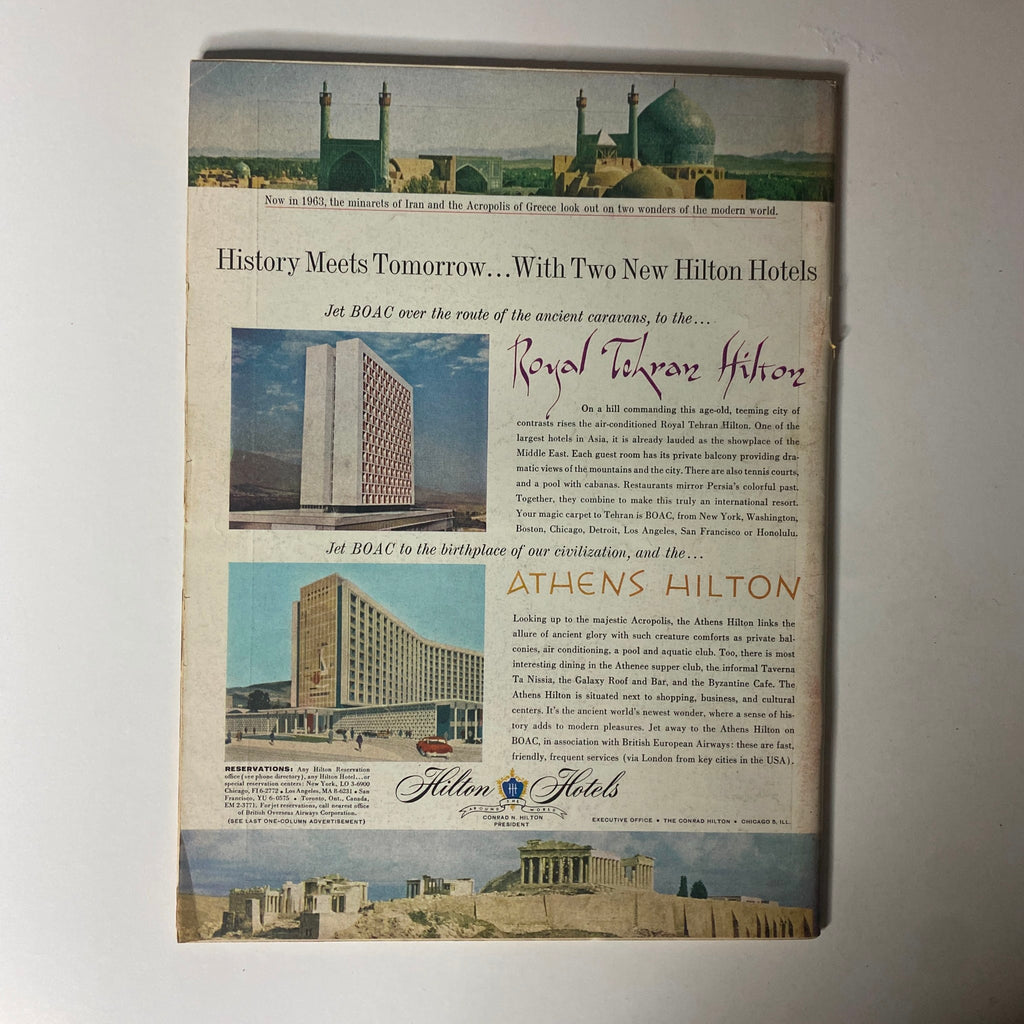 Now in 1963, the minarets of Iran and the Acropolis of Greece look out on two wonders of the modern world.
History Meets Tomorrow...With Two New Hilton Hotels
Jet BOAC over the route of the ancient caravans, to the...
Royal Tehran Hilton
On a hill commanding this age-old, teeming city of
contrasts rises the air-conditioned Royal Tehran Hilton. One of the
largest hotels in Asia, it is already lauded as the showplace of the
Middle East. Each guest room has its private balcony providing dra-
matic views of the mountains and the city. There are also tennis courts,
and a pool with cabanas. Restaurants mirror Persia's colorful past.
Together, they combine to make this truly an international resort.
Your magic carpet to Tehran is BOAC, from New York, Washington,
Boston, Chicago, Detroit, Los Angeles, San Francisco or Honolulu.
Jet BOAC to the birthplace of our civilization, and the...
ATHENS HILTON
Looking up to the majestic Acropolis, the Athens Hilton links the
allure of ancient glory with such creature comforts as private bal-
conies, air conditioning, a pool and aquatic club. Too, there is most
interesting dining in the Athenee supper club, the informal Taverna
Ta Nissia, the Galaxy Roof and Bar, and the Byzantine Cafe. The
Athens Hilton is situated next to shopping, business, and cultural
centers. It's the ancient world's newest wonder, where a sense of his-
tory adds to modern pleasures. Jet away to the Athens Hilton on
BOAC, in association with British European Airways: these are fast,
friendly, frequent services (via London from key cities in the USA).
RESERVATIONS: Any Hilton Reservation
office (see phone directory), any Hilton Hotel...or
special reservation centers: New York, LO 3-6900
Chicago, FI 6-2772 • Los Angeles, MA 8-6231 • San
Francisco, YU 6-0575 • Toronto, Ont., Canada,
EM 2-3771. For jet reservations, call nearest office
of British Overseas Airways Corporation.
(SEE LAST ONE-COLUMN ADVERTISEMENT)
Hilton Hotels
AROUND THE WORLD
CONRAD N. HILTON
PRESIDENT
EXECUTIVE OFFICE • THE CONRAD HILTON • CHICAGO 5, ILL.